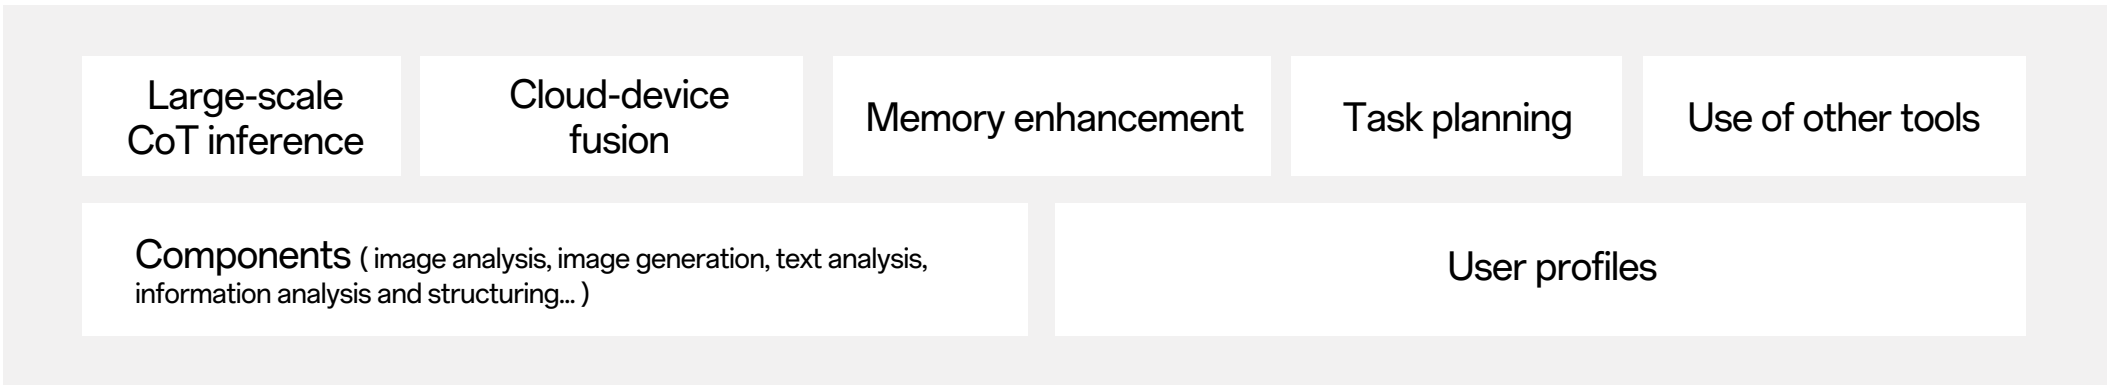 Large-scale
CoT inference
Cloud-device
fusion
Memory enhancement
Task planning
Use of other tools
Components ( image analysis, image generation, text analysis,
information analysis and structuring... )
User profiles